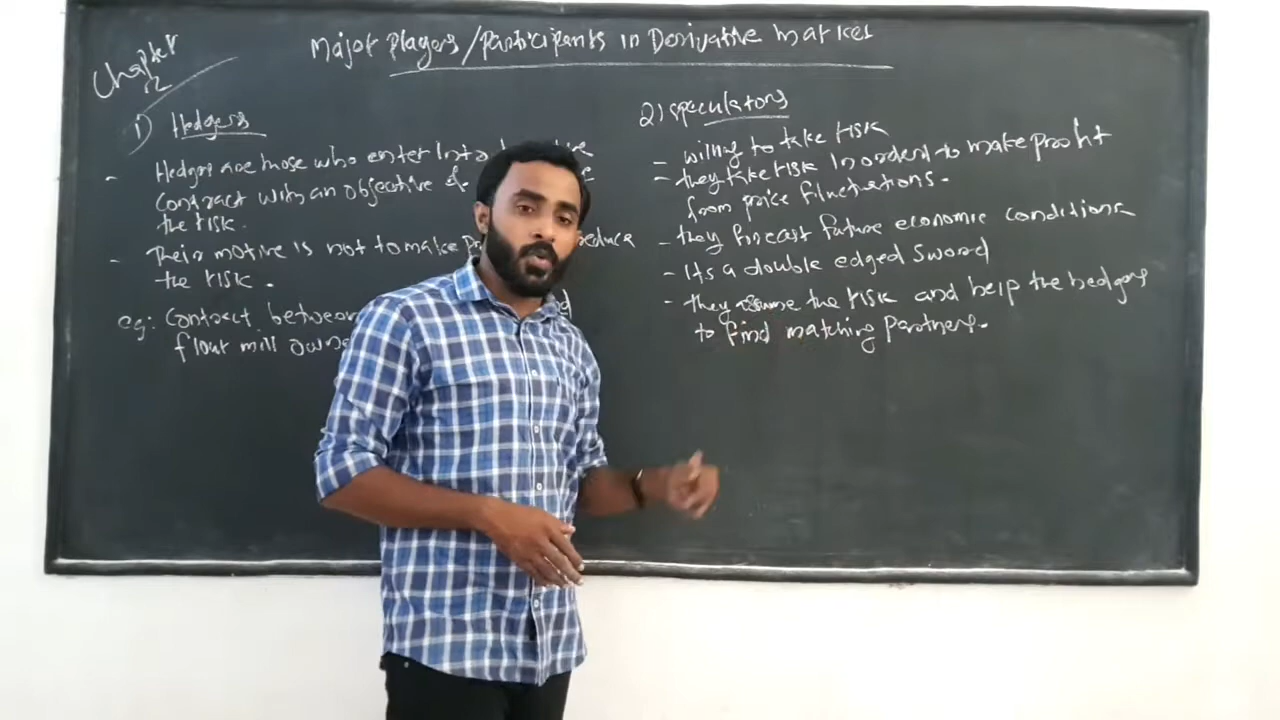 Chapter
2
Major players/participants in Derivative market
1) Hedgers
- Hedgers are those who enter into a
contract with an objective
the risk.
- Their motive is not to make reduce
the risk.
eg: Contract between
flour mill
2) speculators
- willing to take risk
- they take risk in order to make profit
from price fluctuations.
- they forecast future economic conditions
- Its a double edged sword
- they assume the risk and help the hedgers
to find matching partners.